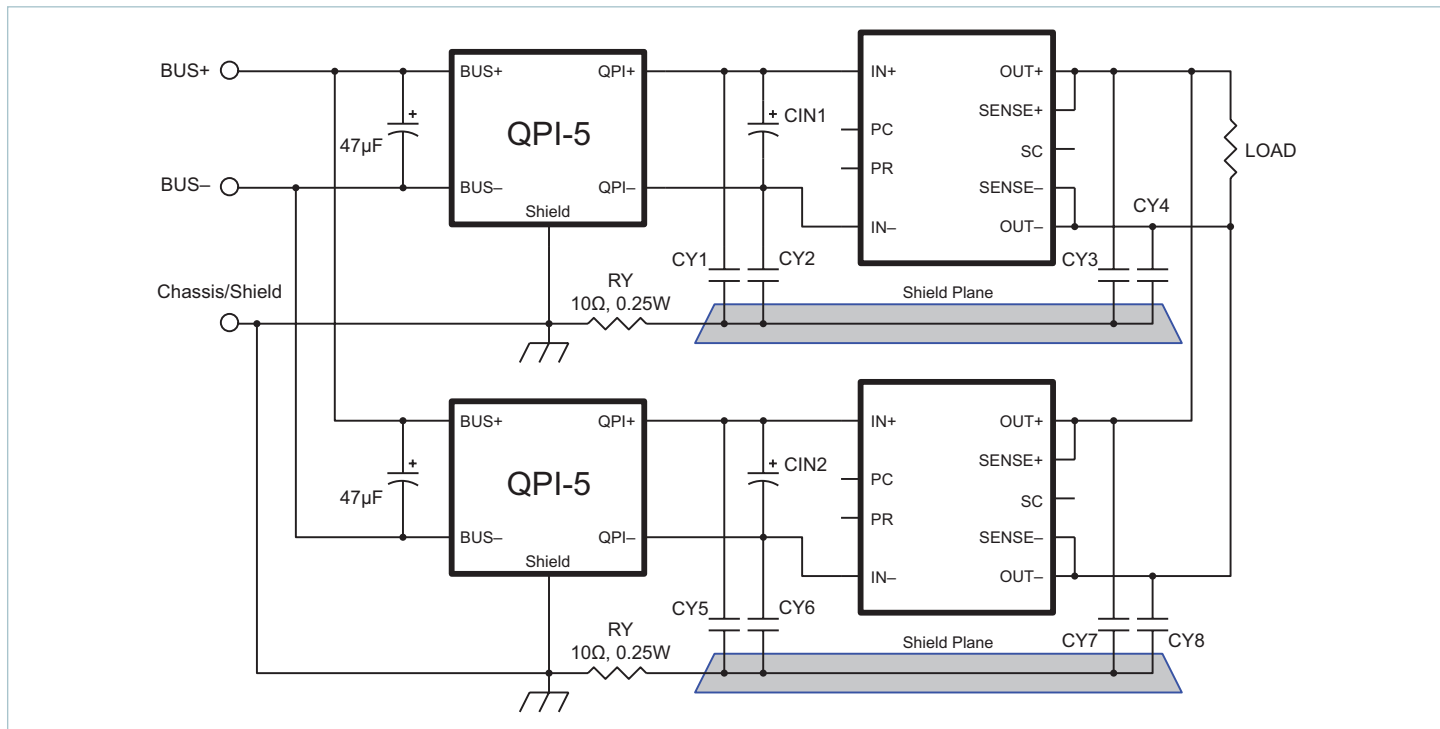 BUS+
BUS–
Chassis/Shield
47µF
+
BUS+
BUS–
QPI-5
QPI+
QPI–
Shield
RY
10Ω, 0.25W
CY1
CY2
+
CIN1
IN+
PC
PR
IN–
OUT+
SENSE+
SC
SENSE–
OUT–
CY3
CY4
LOAD
Shield Plane
47µF
+
BUS+
BUS–
QPI-5
QPI+
QPI–
Shield
RY
10Ω, 0.25W
CY5
CY6
+
CIN2
IN+
PC
PR
IN–
OUT+
SENSE+
SC
SENSE–
OUT–
CY7
CY8
Shield Plane